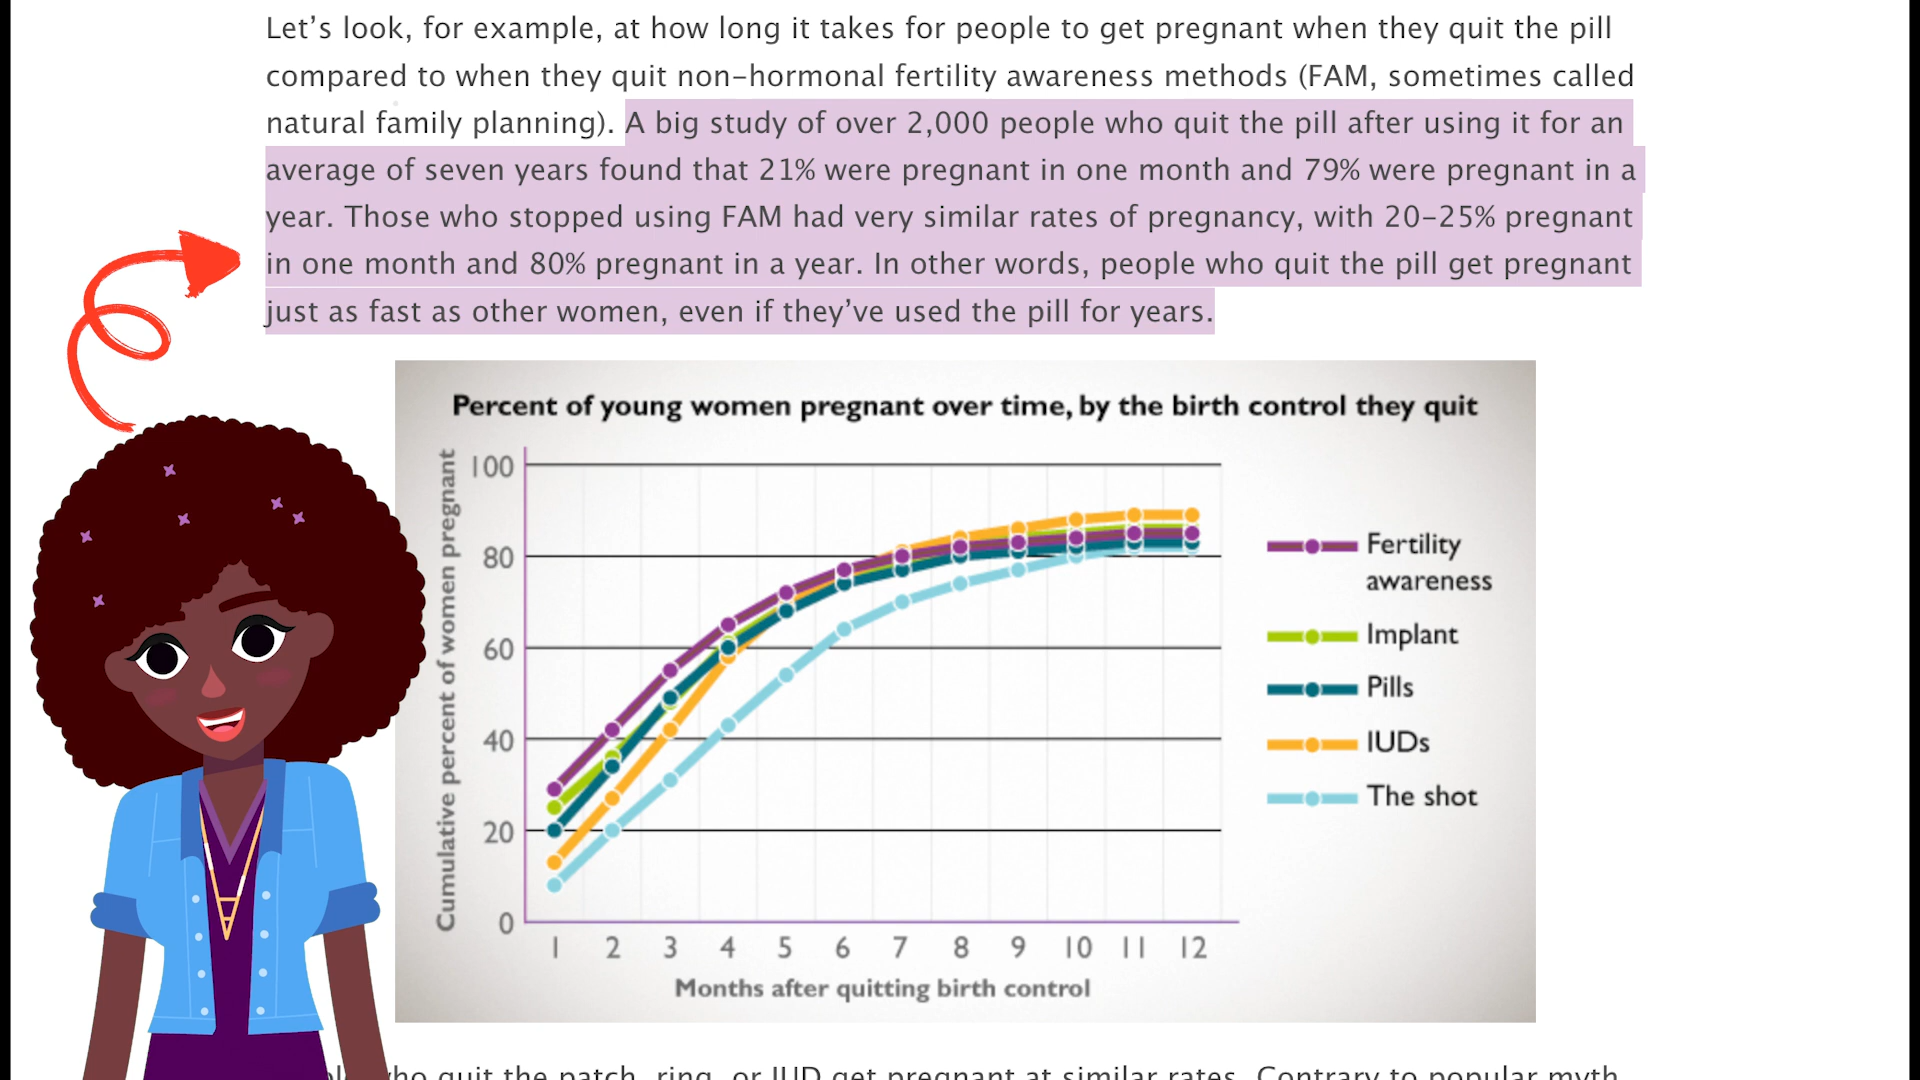 Let’s look, for example, at how long it takes for people to get pregnant when they quit the pill
compared to when they quit non-hormonal fertility awareness methods (FAM, sometimes called
natural family planning). A big study of over 2,000 people who quit the pill after using it for an
average of seven years found that 21% were pregnant in one month and 79% were pregnant in a
year. Those who stopped using FAM had very similar rates of pregnancy, with 20-25% pregnant
in one month and 80% pregnant in a year. In other words, people who quit the pill get pregnant
just as fast as other women, even if they’ve used the pill for years.
Percent of young women pregnant over time, by the birth control they quit
Cumulative percent of women pregnant
100
80
60
40
20
0
1 2 3 4 5 6 7 8 9 10 11 12
Months after quitting birth control
Fertility
awareness
Implant
Pills
IUDs
The shot
who quit the patch, ring, or IUD get pregnant at similar rates. Contrary to popular myth,